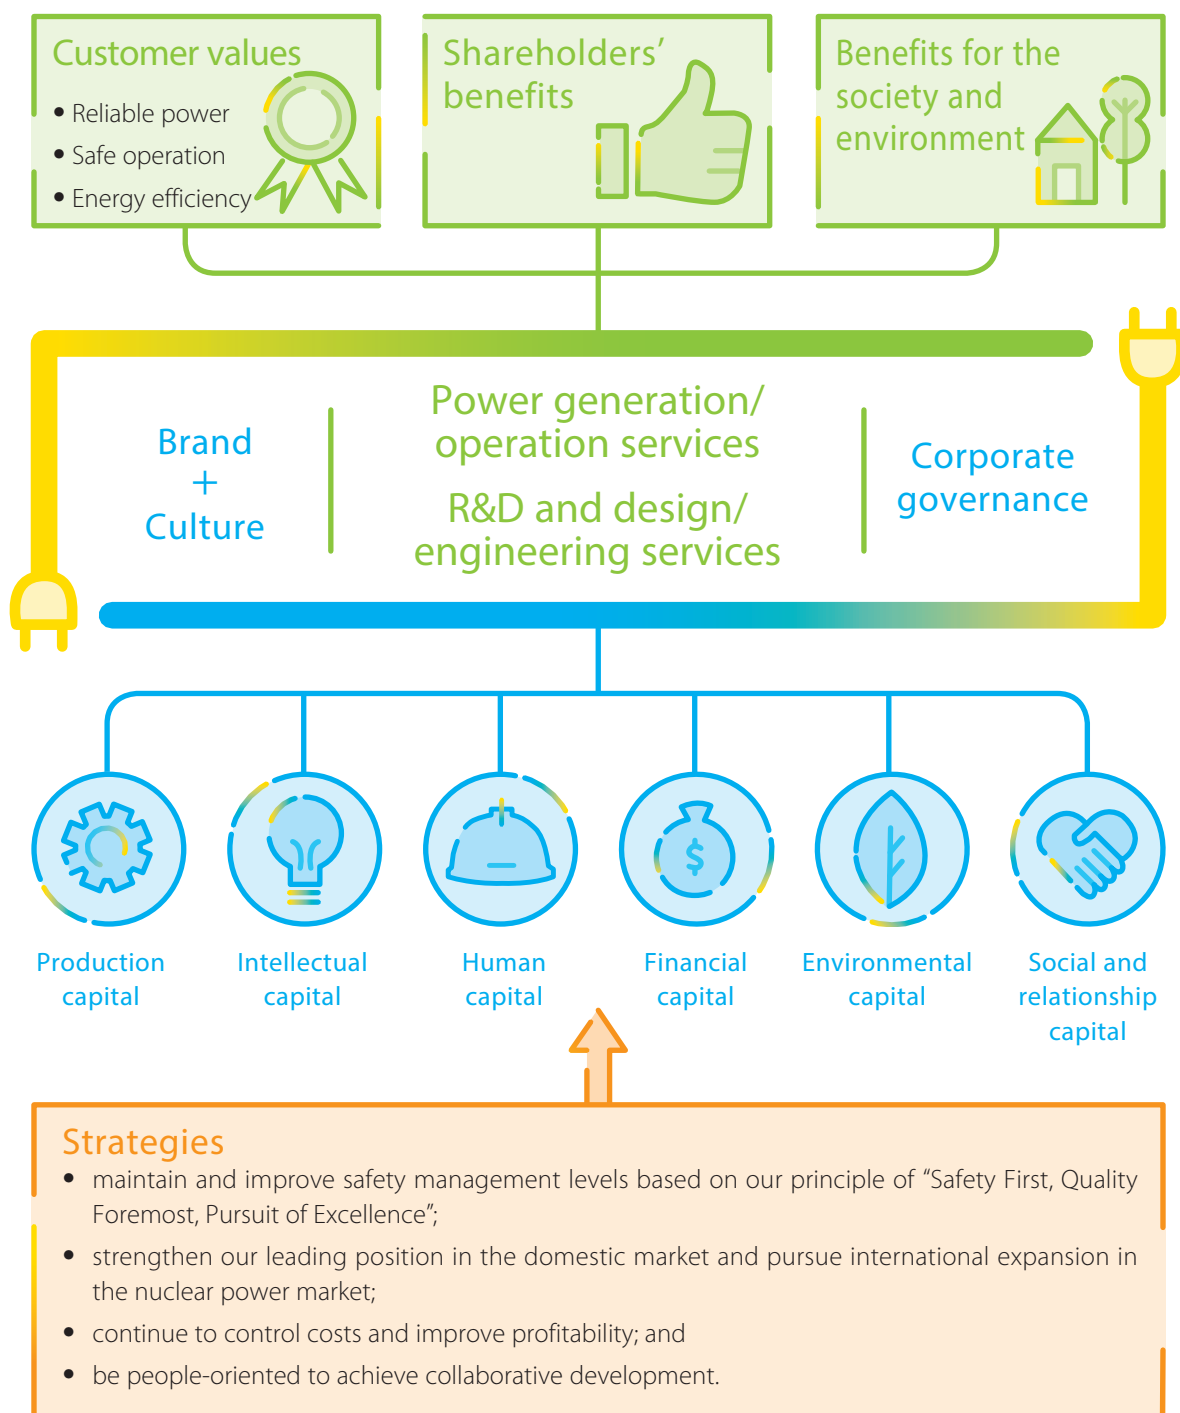 Customer values
• Reliable power
• Safe operation
• Energy efficiency
Shareholders’
benefits
Benefits for the
society and
environment
Brand
+
Culture
Power generation/
operation services
R&D and design/
engineering services
Corporate
governance
$
Production
capital
Intellectual
capital
Human
capital
Financial
capital
Environmental
capital
Social and
relationship
capital
Strategies
• maintain and improve safety management levels based on our principle of “Safety First, Quality
Foremost, Pursuit of Excellence”;
• strengthen our leading position in the domestic market and pursue international expansion in
the nuclear power market;
• continue to control costs and improve profitability; and
• be people-oriented to achieve collaborative development.